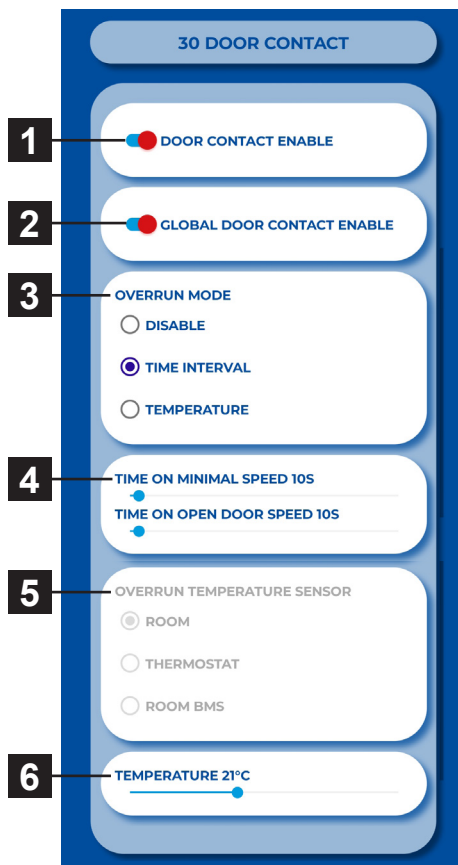 30 DOOR CONTACT
1
DOOR CONTACT ENABLE
2
GLOBAL DOOR CONTACT ENABLE
3
OVERRUN MODE
DISABLE
TIME INTERVAL
TEMPERATURE
4
TIME ON MINIMAL SPEED 10S
TIME ON OPEN DOOR SPEED 10S
5
OVERRUN TEMPERATURE SENSOR
ROOM
THERMOSTAT
ROOM BMS
6
TEMPERATURE 21°C